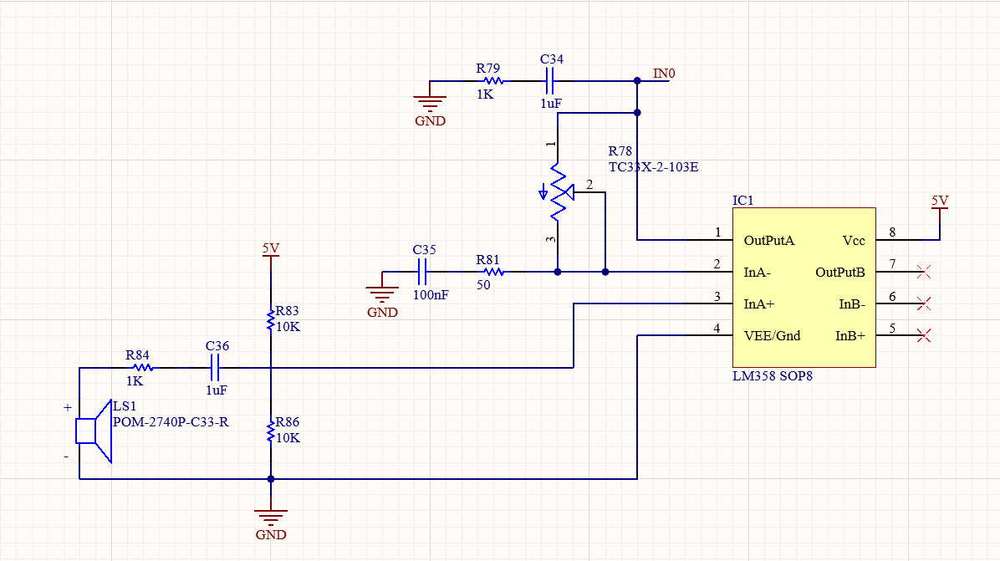 C34
R79
IN0
1K
1uF
GND
1
R78
TC33X-2-103E
2
IC1
5V
1
OutPutA
Vcc
8
3
5V
C35
R81
2
InA-
OutPutB
7
50
100nF
GND
3
InA+
InB-
6
R83
10K
4
VEE/Gnd
InB+
5
C36
R84
1K
1uF
LM358 SOP8
+
LS1
POM-2740P-C33-R
R86
10K
-
GND